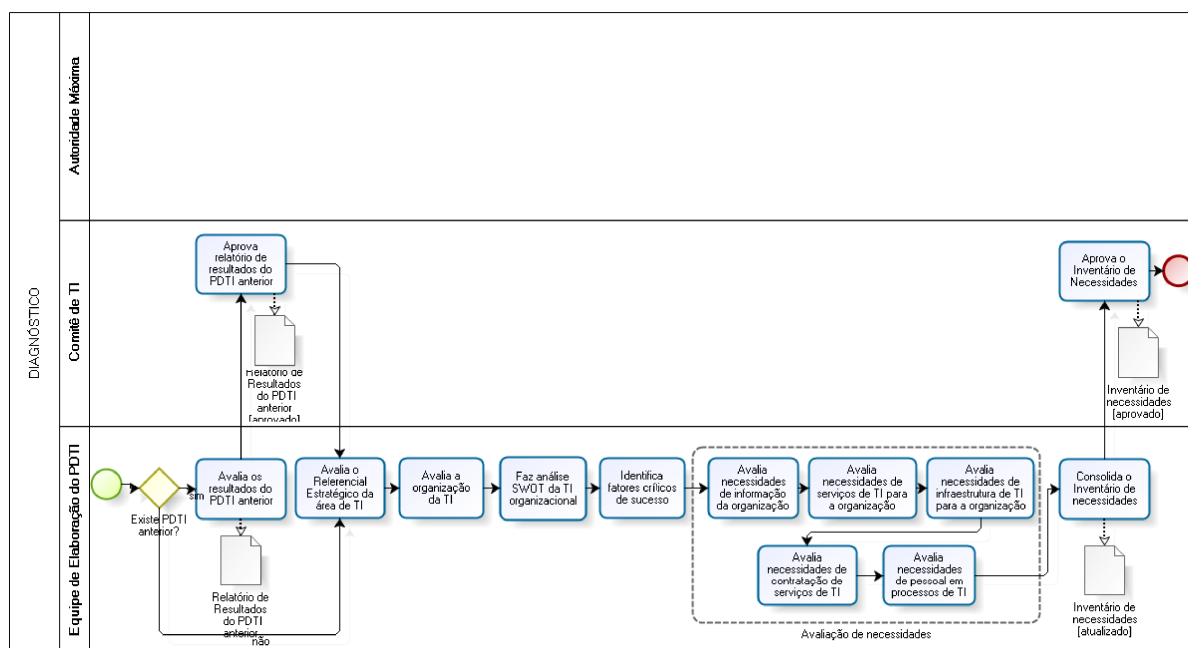 DIAGNÓSTICO
Autoridade Máxima
Comitê de TI
Aprova
relatório de
resultados do
PDTI anterior
Relatório de
Resultados
do PDTI
anterior
[aprovado]
Aprova o
Inventário de
Necessidades
Inventário de
necessidades
[aprovado]
Equipe de Elaboração do PDTI
Existe PDTI
anterior?
sim
não
Avalia os
resultados do
PDTI anterior
Relatório de
Resultados
do PDTI
anterior
Avalia o
Referencial
Estratégico da
área de TI
Avalia a
organização
da TI
Faz análise
SWOT da TI
organizacional
Identifica
fatores críticos
de sucesso
Avalia
necessidades
de informação
da organização
Avalia
necessidades de
serviços de TI para
a organização
Avalia
necessidades de
infraestrutura de TI
para a organização
Avalia
necessidades de
contratação de
serviços de TI
Avalia
necessidades
de pessoal em
processos de TI
Avaliação de necessidades
Consolida o
Inventário de
necessidades
Inventário de
necessidades
[atualizado]